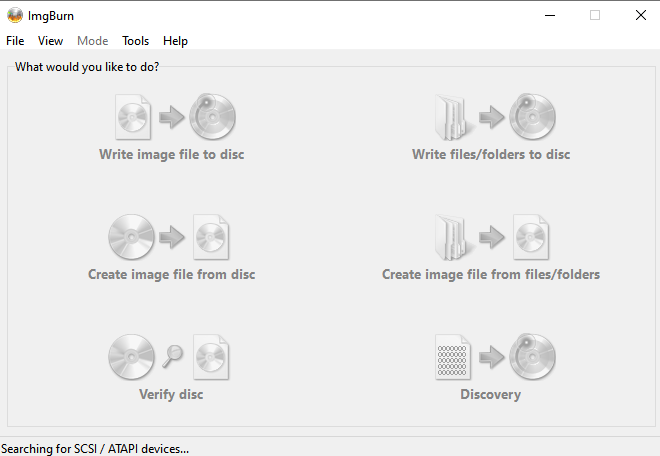 ImgBurn
File View Mode Tools Help
What would you like to do?
Write image file to disc
Write files/folders to disc
Create image file from disc
Create image file from files/folders
Verify disc
Discovery
Searching for SCSI / ATAPI devices...